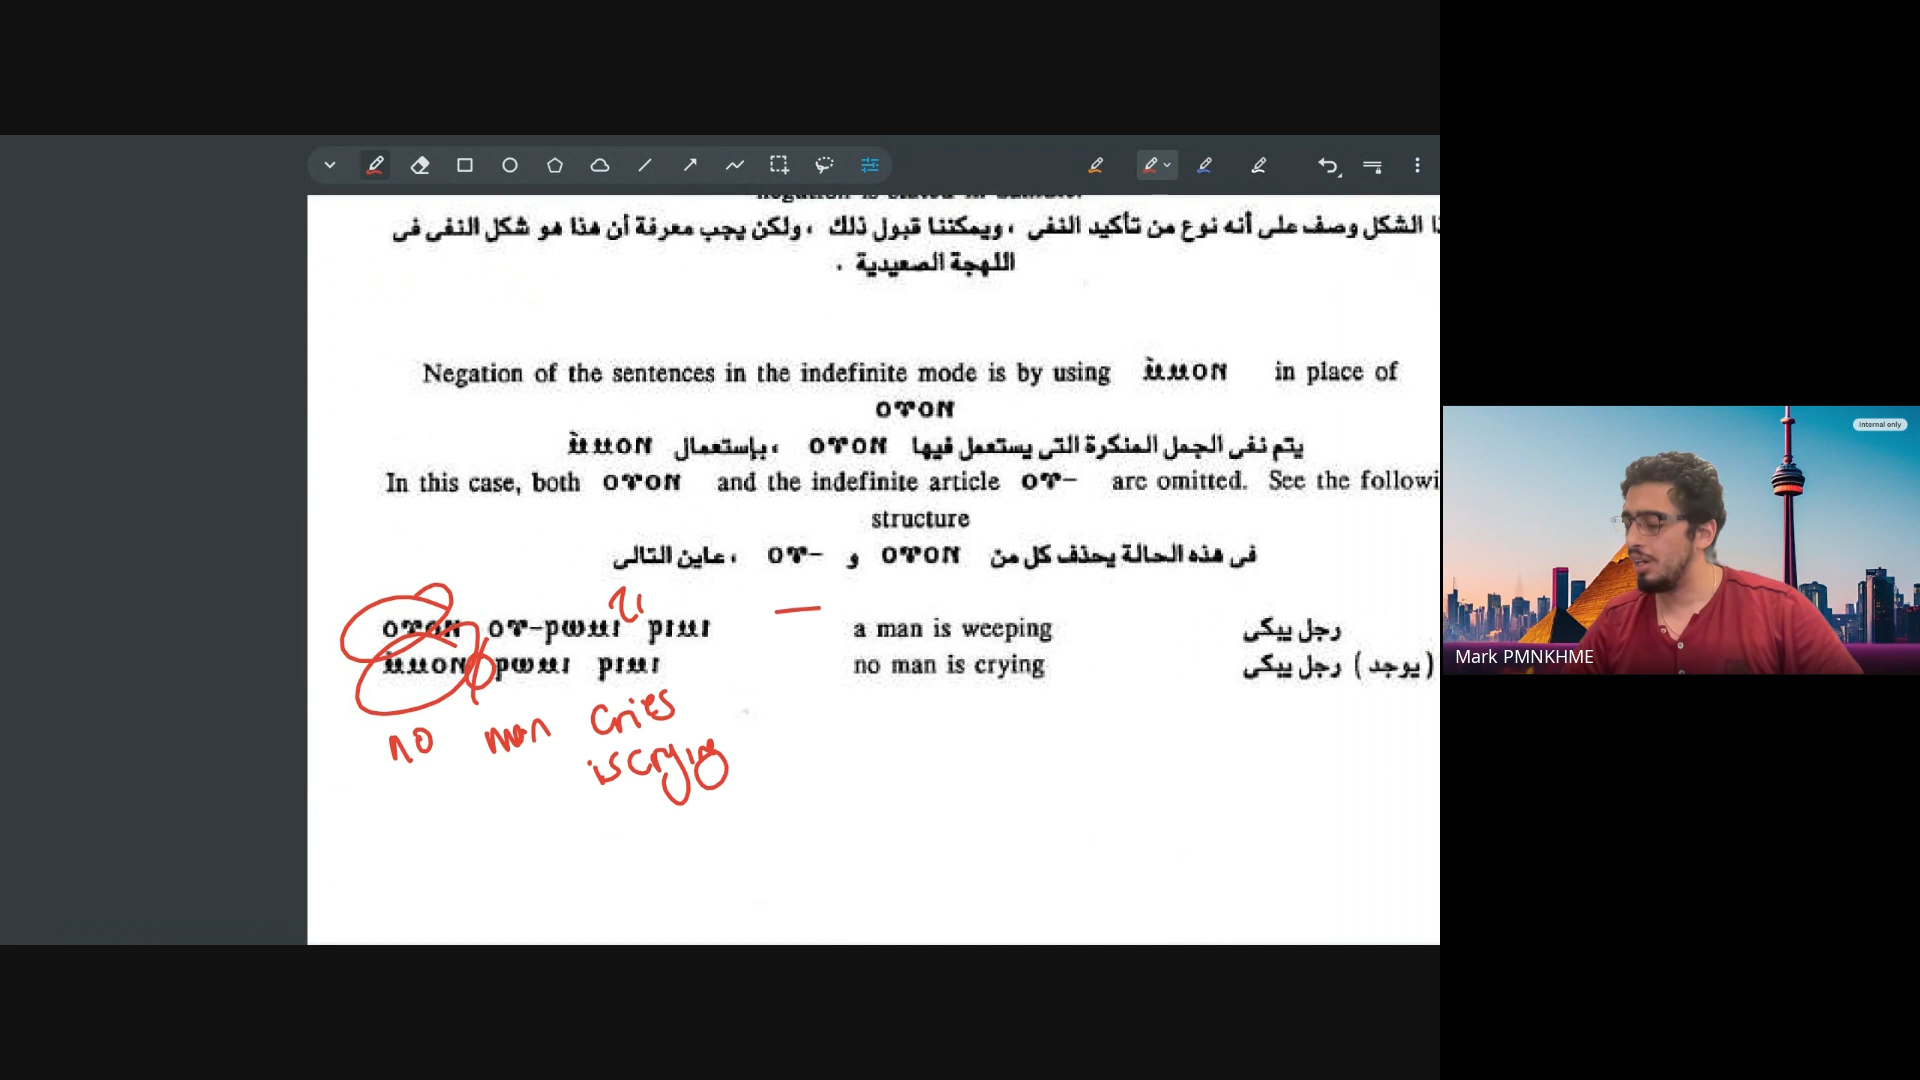 نا الشكل وصف على أنه نوع من تأكيد النفى ، ويمكننا قبول ذلك ، ولكن يجب معرفة أن هذا هو شكل النفى فى
اللهجة الصعيدية .
Negation of the sentences in the indefinite mode is by using ⲙ̀ⲙⲟⲛ in place of
ⲟⲩⲟⲛ
يتم نفى الجمل المنكرة التى يستعمل فيها ⲟⲩⲟⲛ ، بإستعمال ⲙ̀ⲙⲟⲛ
In this case, both ⲟⲩⲟⲛ and the indefinite article ⲟⲩ- are omitted. See the followi
structure
فى هذه الحالة يحذف كل من ⲟⲩⲟⲛ و ⲟⲩ- ، عاين التالى
ⲟⲩⲟⲛ ⲟⲩ-ⲣⲱⲙⲓ ⲣⲓⲙⲓ a man is weeping رجل يبكى
ⲙ̀ⲙⲟⲛ ⲣⲱⲙⲓ ⲣⲓⲙⲓ no man is crying ( يوجد ) رجل يبكى
no man cries
is crying
Internal only
Mark PMNKHME